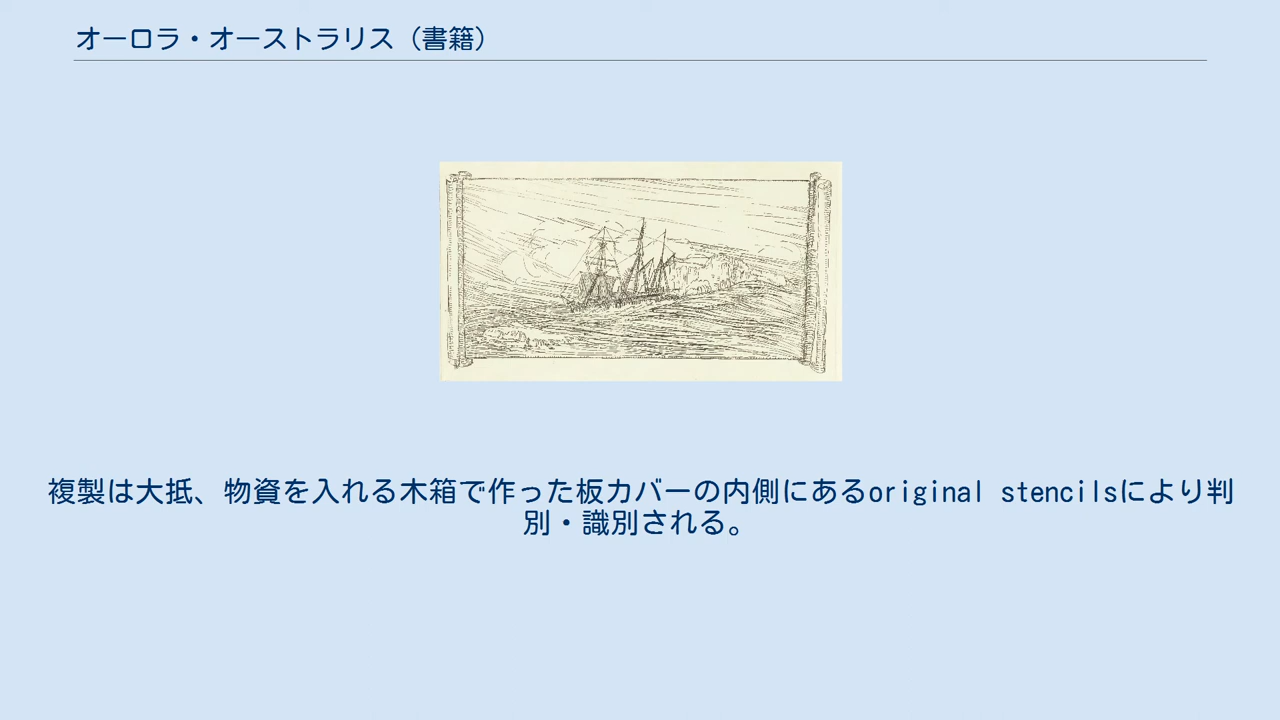 オーロラ・オーストラリス（書籍）
複製は大抵、物資を入れる木箱で作った板カバーの内側にあるoriginal stencilsにより判
別・識別される。